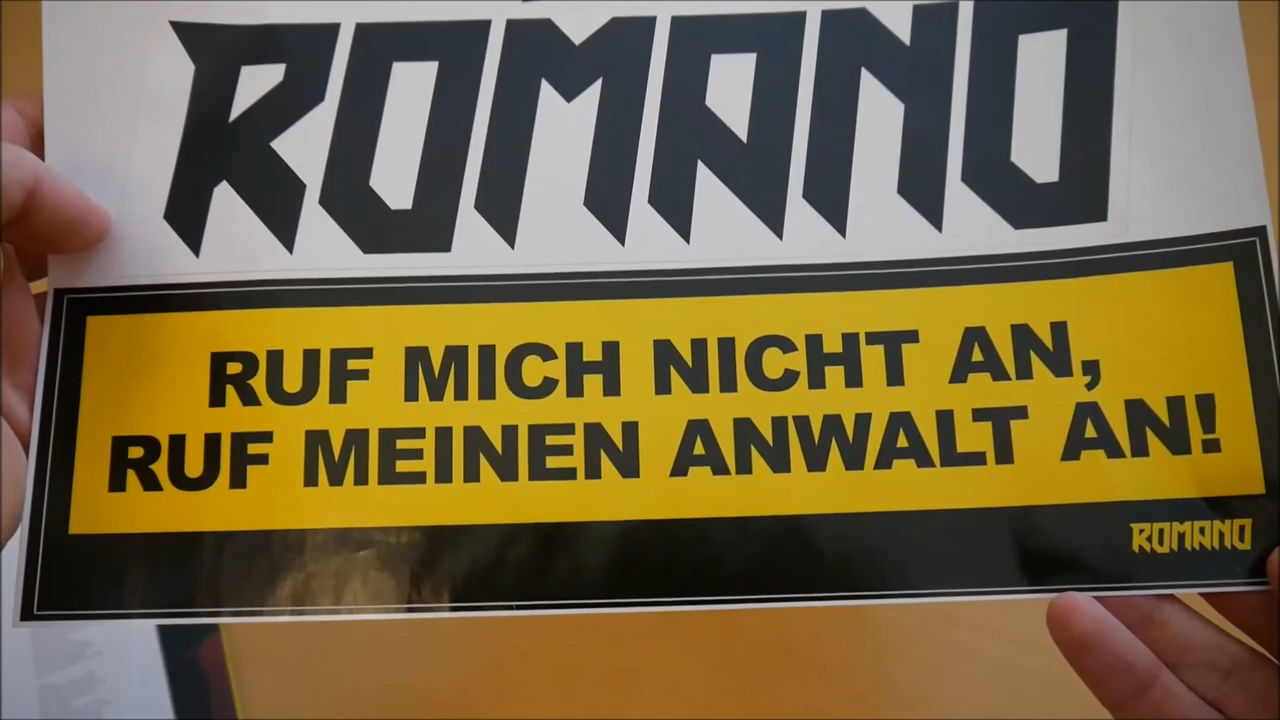 ROMANO
RUF MICH NICHT AN,
RUF MEINEN ANWALT AN!
ROMANO